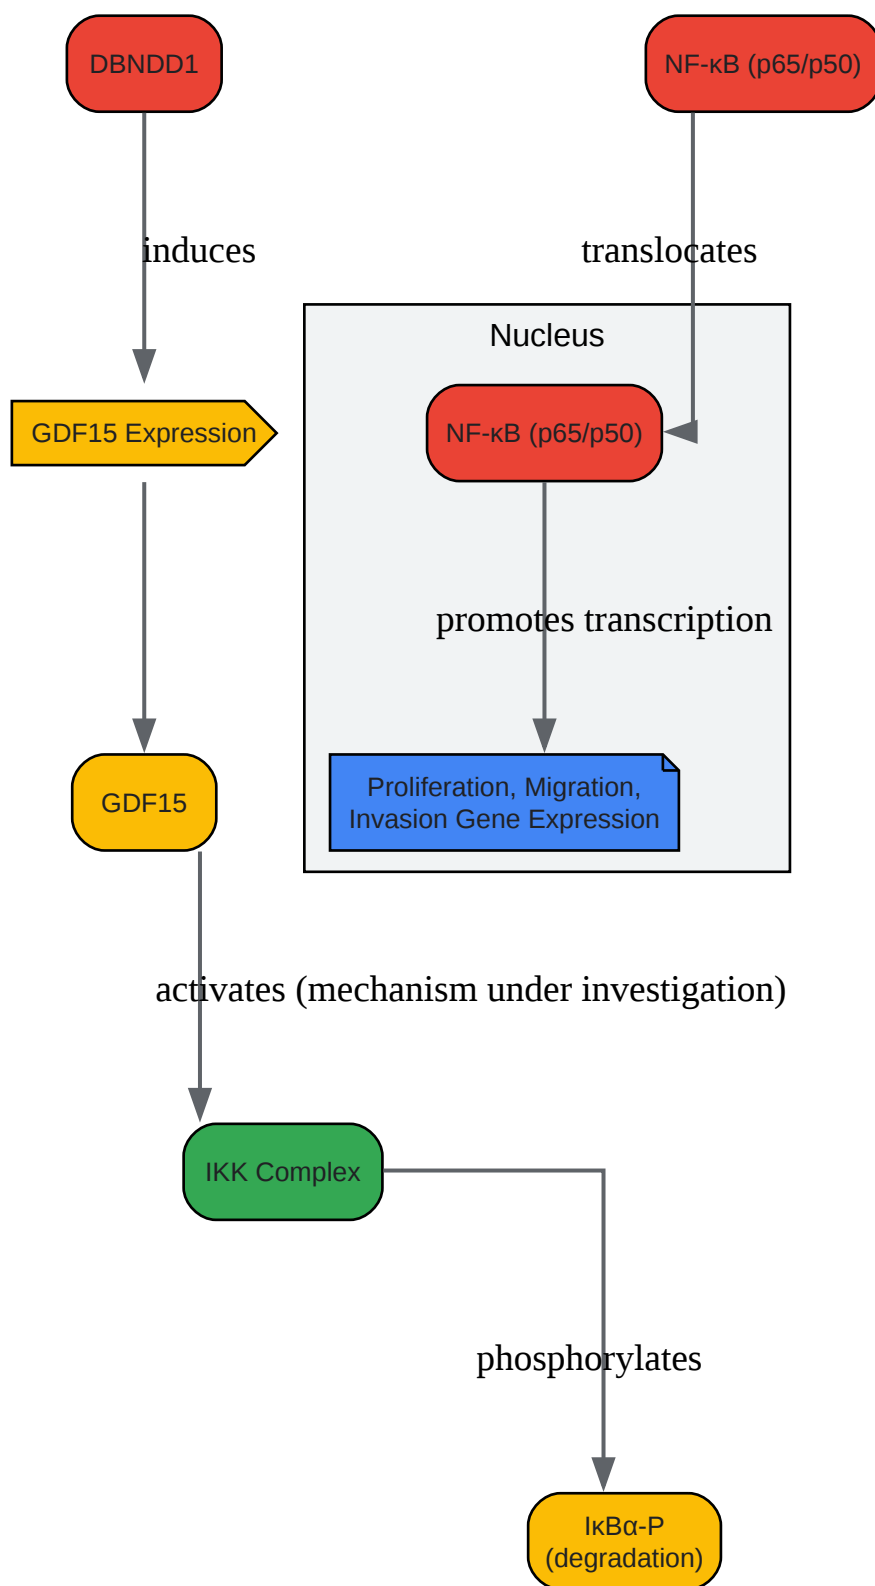 DBNDD1
NF-κB (p65/p50)
induces
translocates
Nucleus
GDF15 Expression
NF-κB (p65/p50)
promotes transcription
GDF15
Proliferation, Migration,
Invasion Gene Expression
activates (mechanism under investigation)
IKK Complex
phosphorylates
IκBα-P
(degradation)